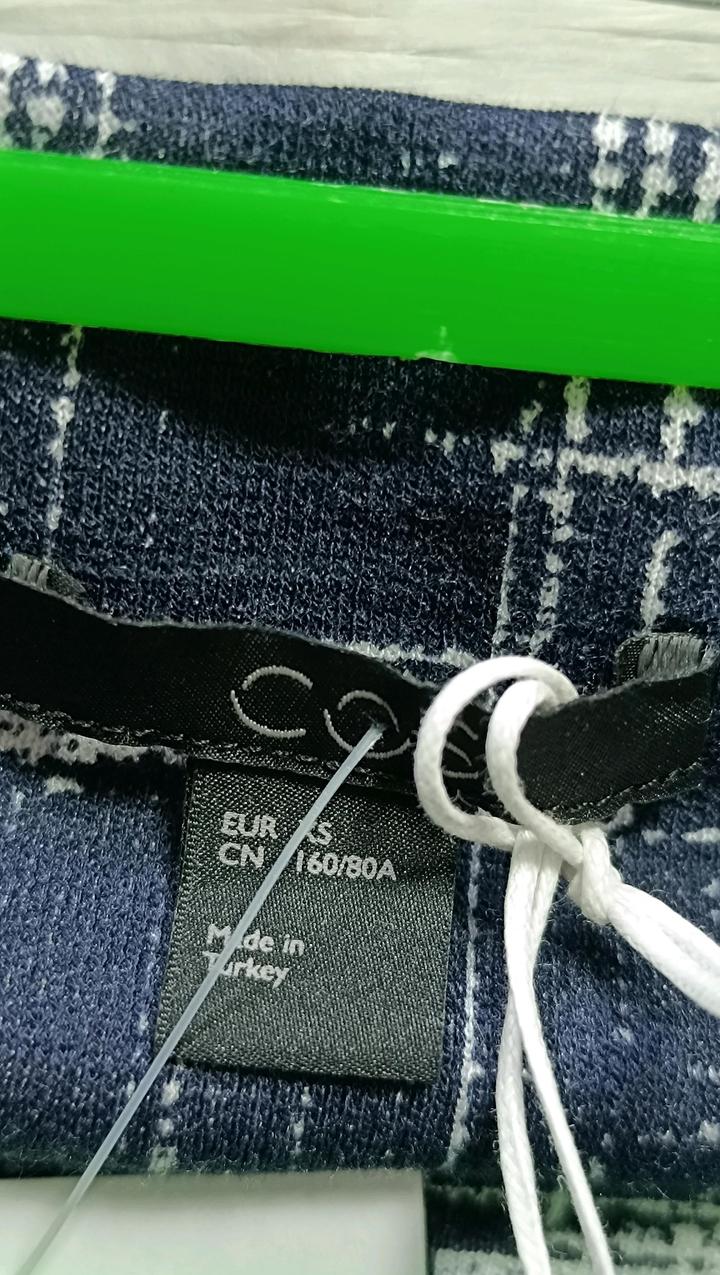 EUR XS
CN 160/80A
Made in
Turkey